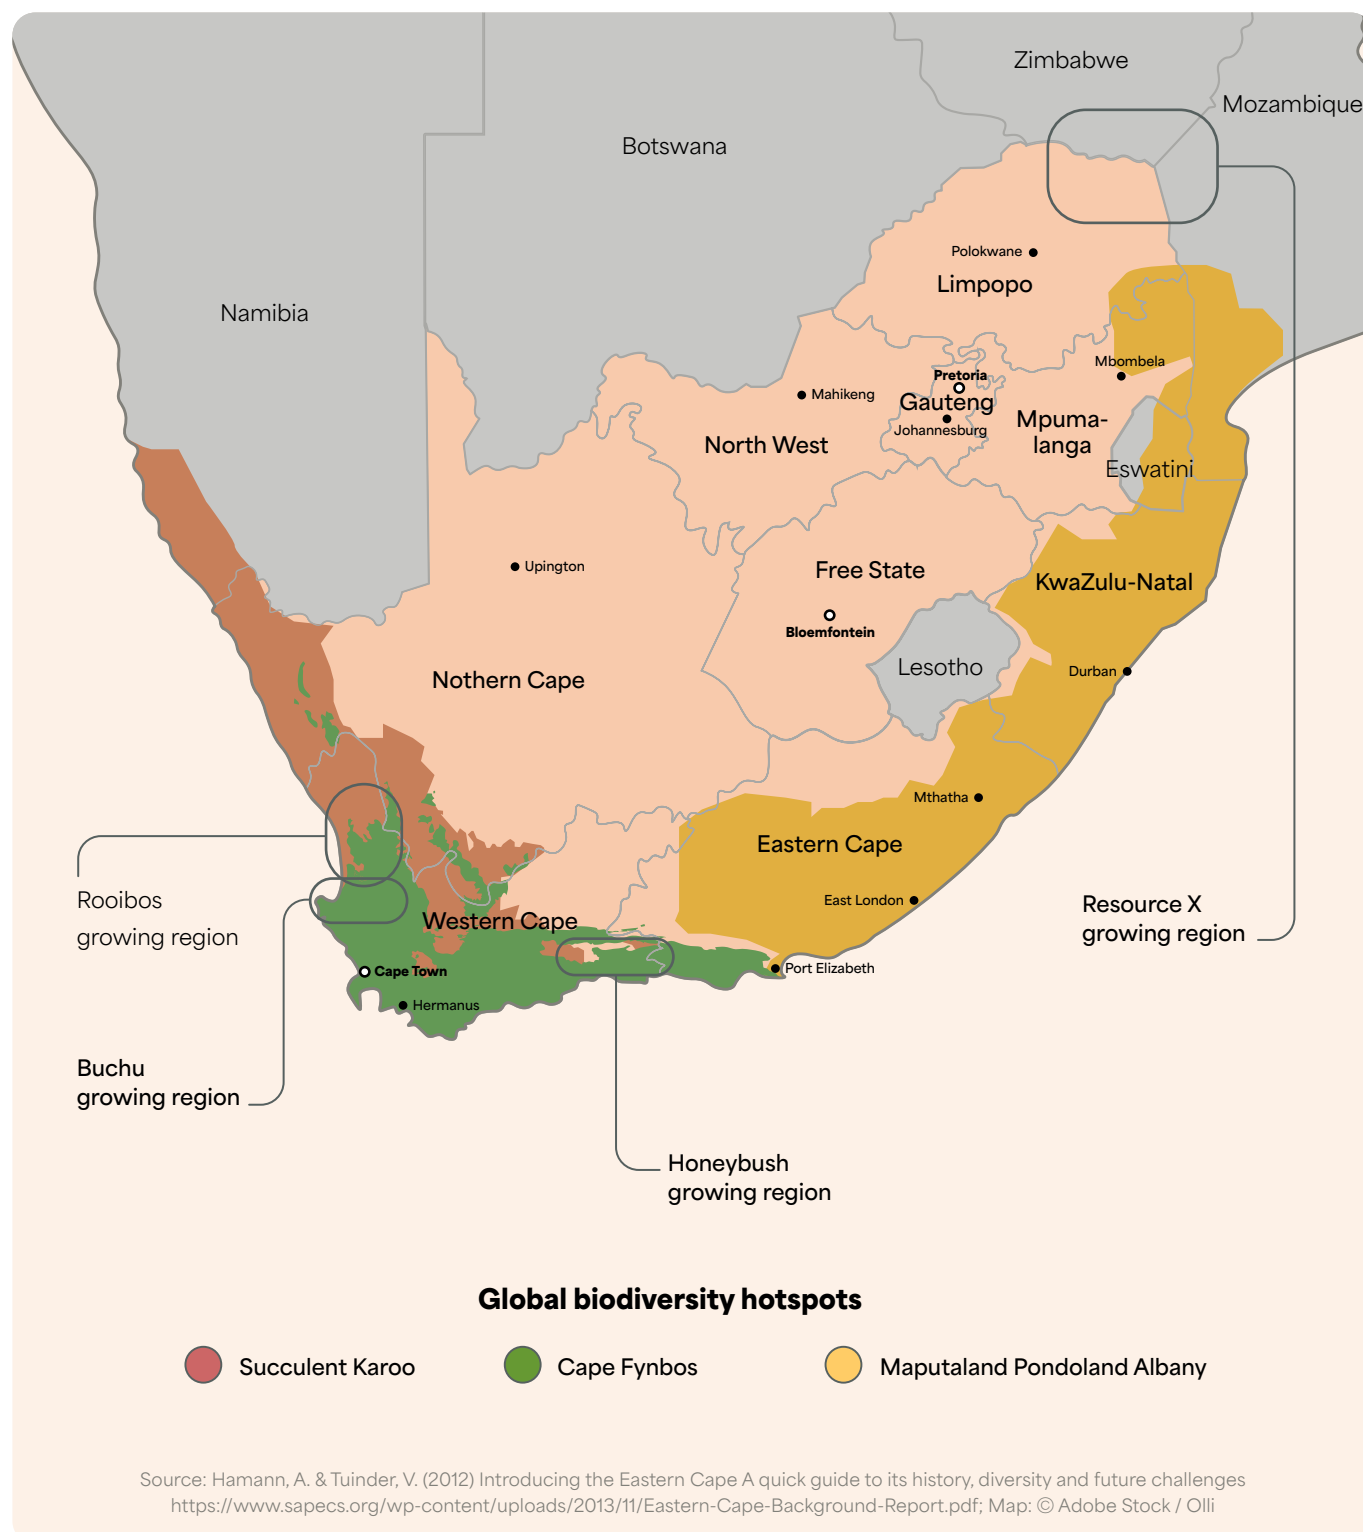 Zimbabwe
Mozambique
Botswana
Polokwane
Limpopo
Namibia
Mbombela
Pretoria
Mahikeng
Gauteng
Johannesburg
Mpuma-
langa
North West
Eswatini
Upington
Free State
KwaZulu-Natal
Bloemfontein
Lesotho
Durban
Nothern Cape
Mthatha
Eastern Cape
East London
Rooibos
growing region
Resource X
growing region
Western Cape
Cape Town
Port Elizabeth
Hermanus
Buchu
growing region
Honeybush
growing region
Global biodiversity hotspots
Succulent Karoo
Cape Fynbos
Maputaland Pondoland Albany
Source: Hamann, A. & Tuinder, V. (2012) Introducing the Eastern Cape A quick guide to its history, diversity and future challenges
https://www.sapecs.org/wp-content/uploads/2013/11/Eastern-Cape-Background-Report.pdf; Map: © Adobe Stock / Olli